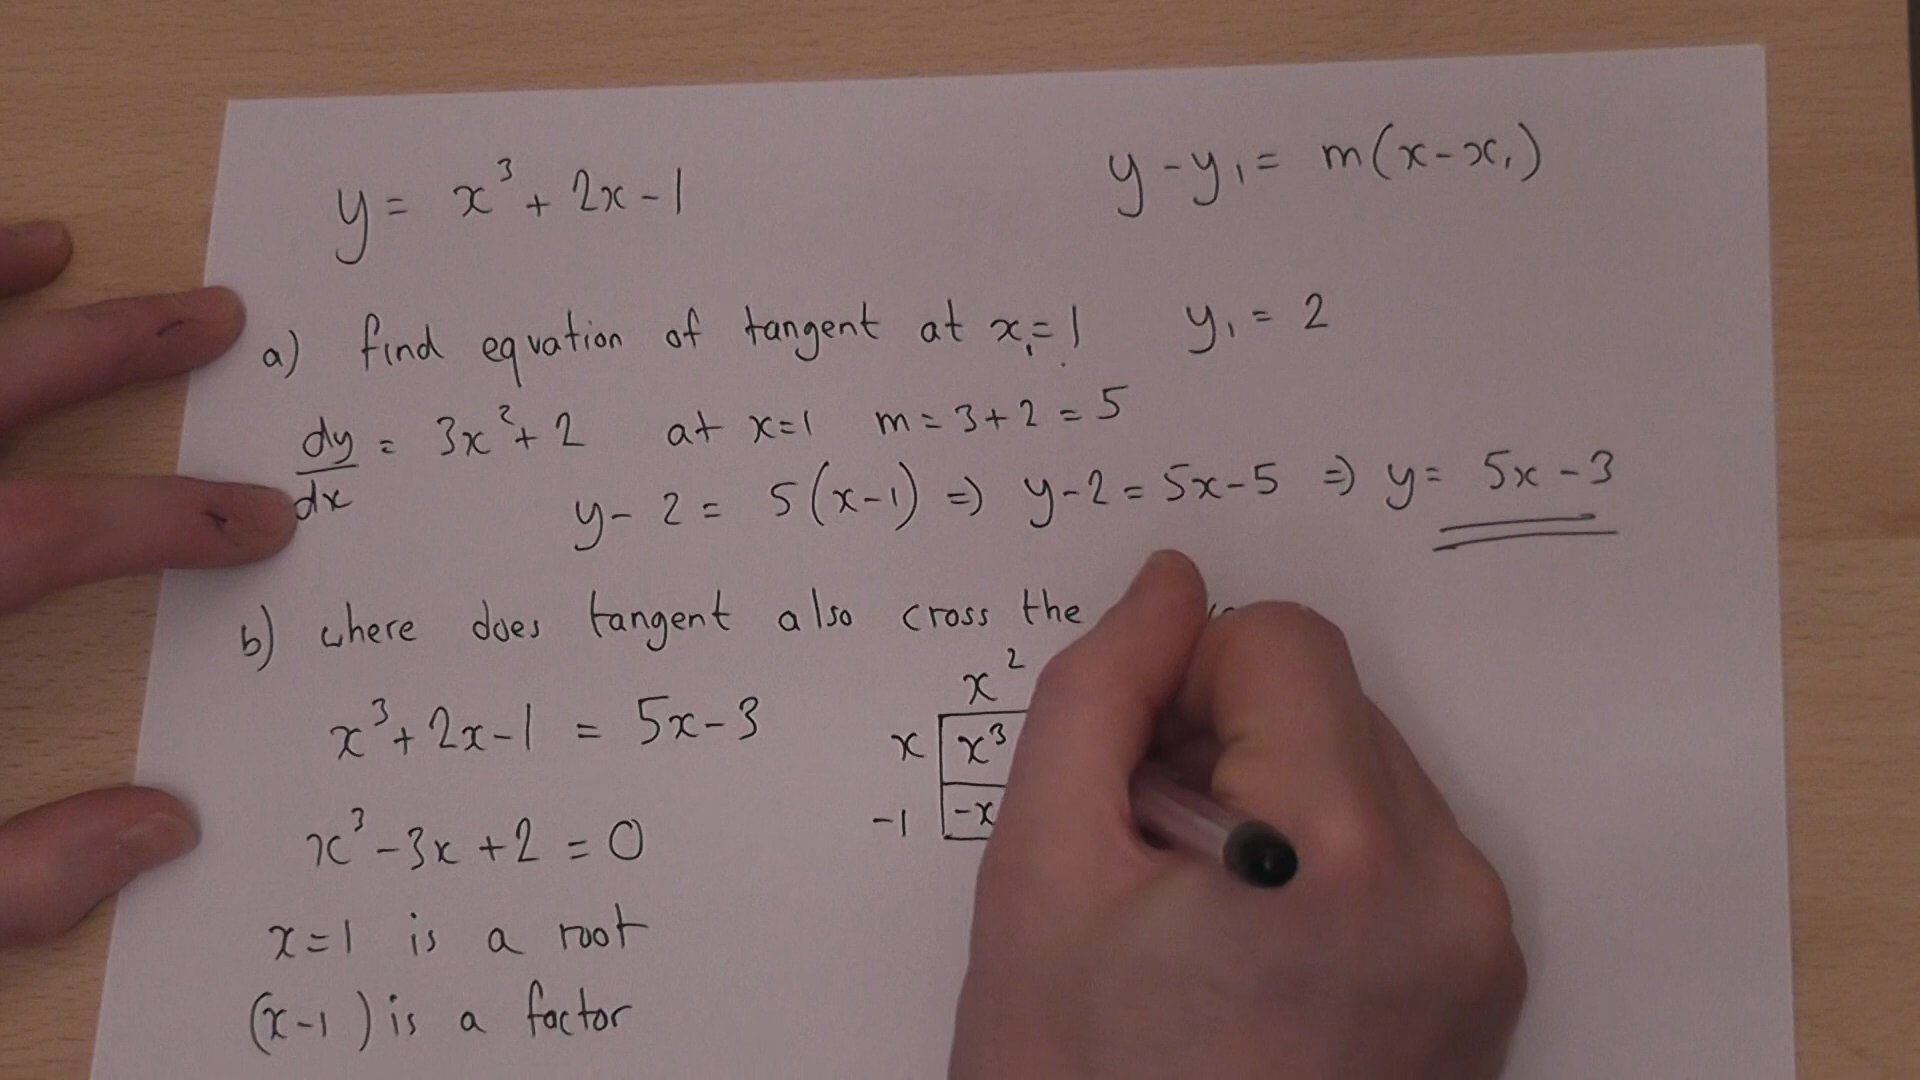 y = x³ + 2x - 1
y - y₁ = m(x - x₁)
a) find equation of tangent at x₁ = 1 y₁ = 2
dy/dx = 3x² + 2 at x=1 m = 3 + 2 = 5
y - 2 = 5(x-1) => y-2 = 5x-5 => y = 5x - 3
b) where does tangent also cross the
x³ + 2x - 1 = 5x - 3
x³ - 3x + 2 = 0
x=1 is a root
(x-1) is a factor
x²
x x³
-1 -x